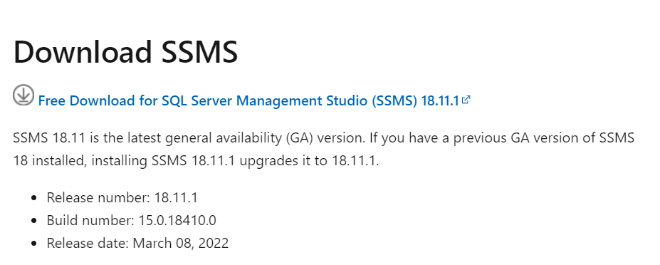 Download SSMS
Free Download for SQL Server Management Studio (SSMS) 18.11.1
SSMS 18.11 is the latest general availability (GA) version. If you have a previous GA version of SSMS
18 installed, installing SSMS 18.11.1 upgrades it to 18.11.1.
• Release number: 18.11.1
• Build number: 15.0.18410.0
• Release date: March 08, 2022